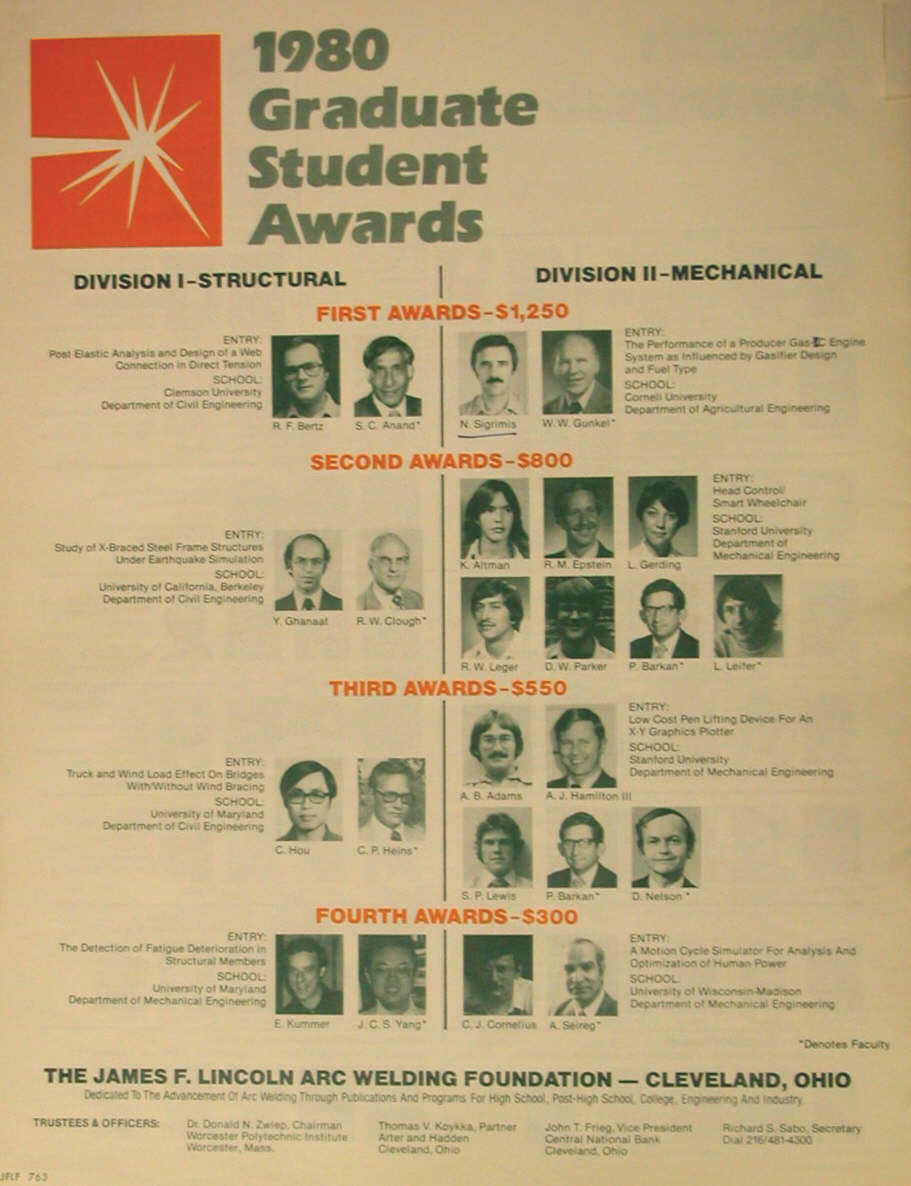 1980
Graduate
Student
Awards
DIVISION I–STRUCTURAL
DIVISION II–MECHANICAL
FIRST AWARDS–$1,250
ENTRY:
Post Elastic Analysis and Design of a Web
Connection in Direct Tension
SCHOOL:
Clemson University
Department of Civil Engineering
R. F. Bertz
S. C. Anand*
N. Sigrimis
W. W. Gunkel*
ENTRY:
The Performance of a Producer Gas-IC Engine
System as Influenced by Gasifier Design
and Fuel Type
SCHOOL:
Cornell University
Department of Agricultural Engineering
SECOND AWARDS–$800
ENTRY:
Study of X-Braced Steel Frame Structures
Under Earthquake Simulation
SCHOOL:
University of California, Berkeley
Department of Civil Engineering
Y. Ghanaat
R. W. Clough*
K. Altman
R. M. Epstein
L. Gerding
ENTRY:
Head Control/
Smart Wheelchair
SCHOOL:
Stanford University
Department of
Mechanical Engineering
R. W. Leger
D. W. Parker
P. Barkan*
L. Leifer*
THIRD AWARDS–$550
ENTRY:
Truck and Wind Load Effect On Bridges
With/Without Wind Bracing
SCHOOL:
University of Maryland
Department of Civil Engineering
C. Hou
C. P. Heins*
A. B. Adams
A. J. Hamilton III
ENTRY:
Low Cost Pen Lifting Device For An
X-Y Graphics Plotter
SCHOOL:
Stanford University
Department of Mechanical Engineering
S. P. Lewis
P. Barkan*
D. Nelson *
FOURTH AWARDS–$300
ENTRY:
The Detection of Fatigue Deterioration in
Structural Members
SCHOOL:
University of Maryland
Department of Mechanical Engineering
E. Kummer
J. C. S. Yang*
C. J. Cornelius
A. Seireg*
ENTRY:
A Motion Cycle Simulator For Analysis And
Optimization of Human Power
SCHOOL:
University of Wisconsin-Madison
Department of Mechanical Engineering
*Denotes Faculty
THE JAMES F. LINCOLN ARC WELDING FOUNDATION — CLEVELAND, OHIO
Dedicated To The Advancement Of Arc Welding Through Publications And Programs For High School, Post-High School, College, Engineering And Industry.
TRUSTEES & OFFICERS:
Dr. Donald N. Zwiep, Chairman
Worcester Polytechnic Institute
Worcester, Mass.
Thomas V. Koykka, Partner
Arter and Hadden
Cleveland, Ohio
John T. Frieg, Vice President
Central National Bank
Cleveland, Ohio
Richard S. Sabo, Secretary
Dial 216/481-4300
JFLF 763